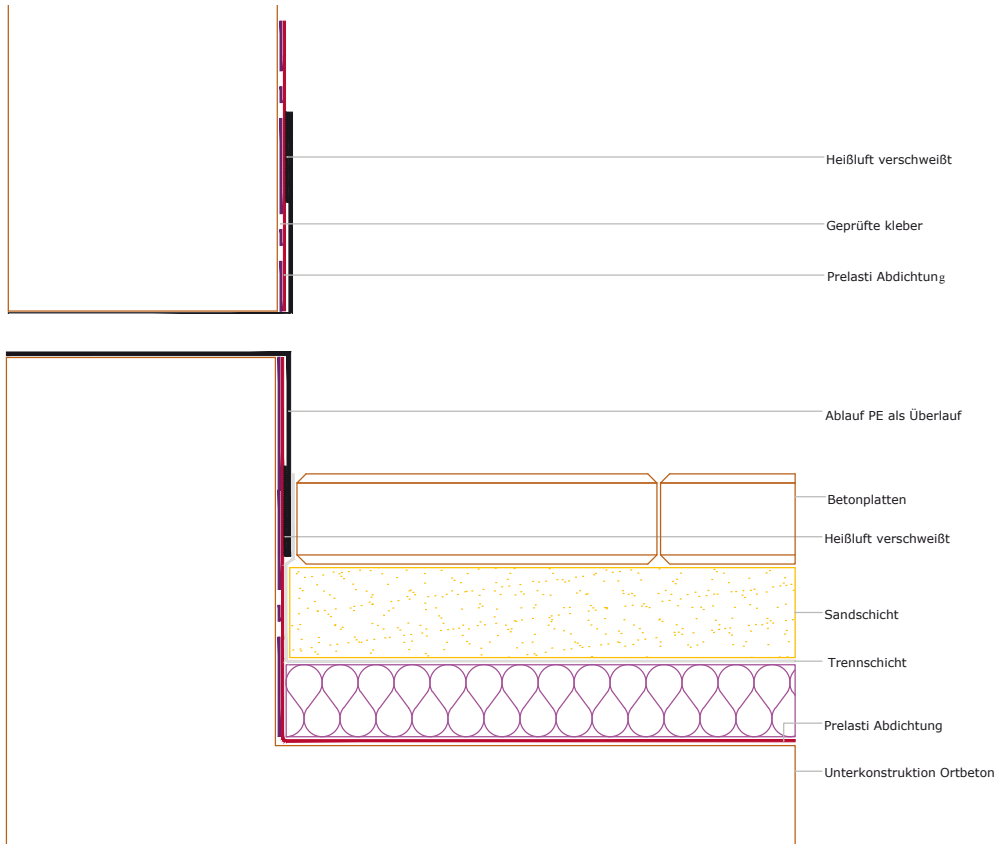 Heißluft verschweißt
Geprüfte kleber
Prelasti Abdichtung
Ablauf PE als Überlauf
Betonplatten
Heißluft verschweißt
Sandschicht
Trennschicht
Prelasti Abdichtung
Unterkonstruktion Ortbeton